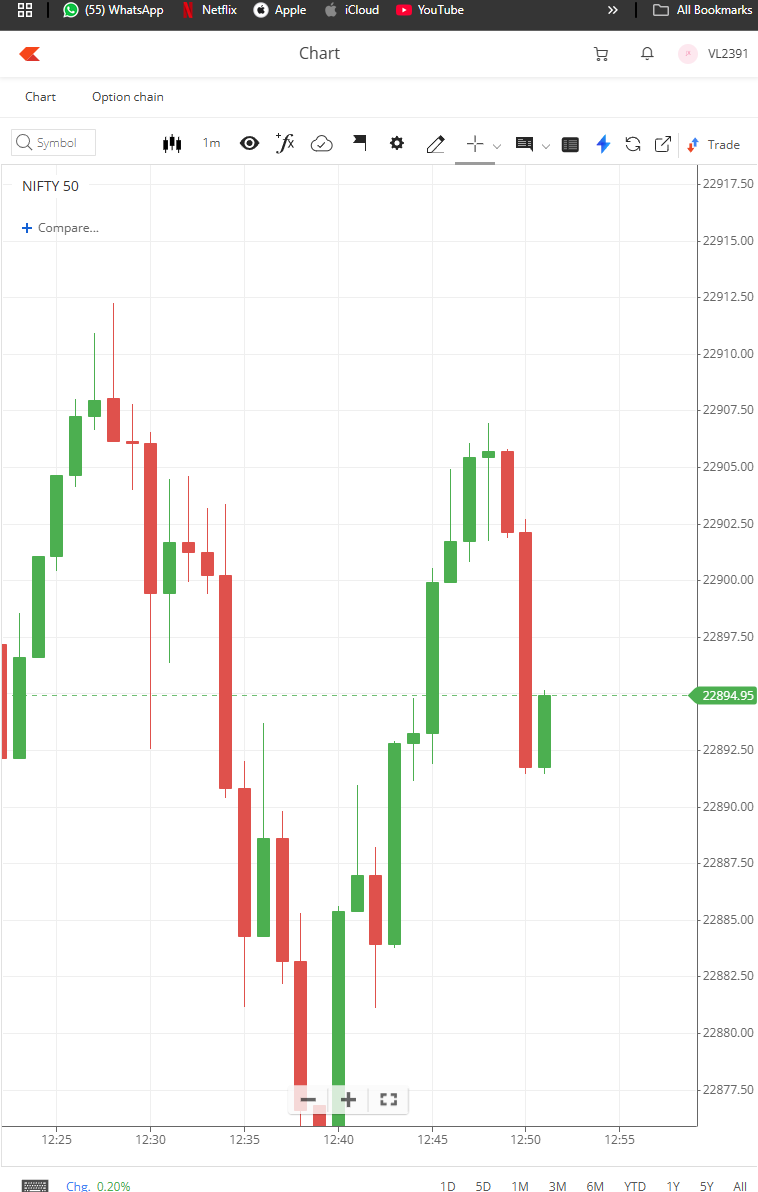 (55) WhatsApp Netflix Apple iCloud YouTube » All Bookmarks
Chart VL2391
Chart Option chain
Symbol 1m ƒx Trade
NIFTY 50
+ Compare...
22917.50
22915.00
22912.50
22910.00
22907.50
22905.00
22902.50
22900.00
22897.50
22894.95
22892.50
22890.00
22887.50
22885.00
22882.50
22880.00
22877.50
12:25 12:30 12:35 12:40 12:45 12:50 12:55
Chg. 0.20% 1D 5D 1M 3M 6M YTD 1Y 5Y All